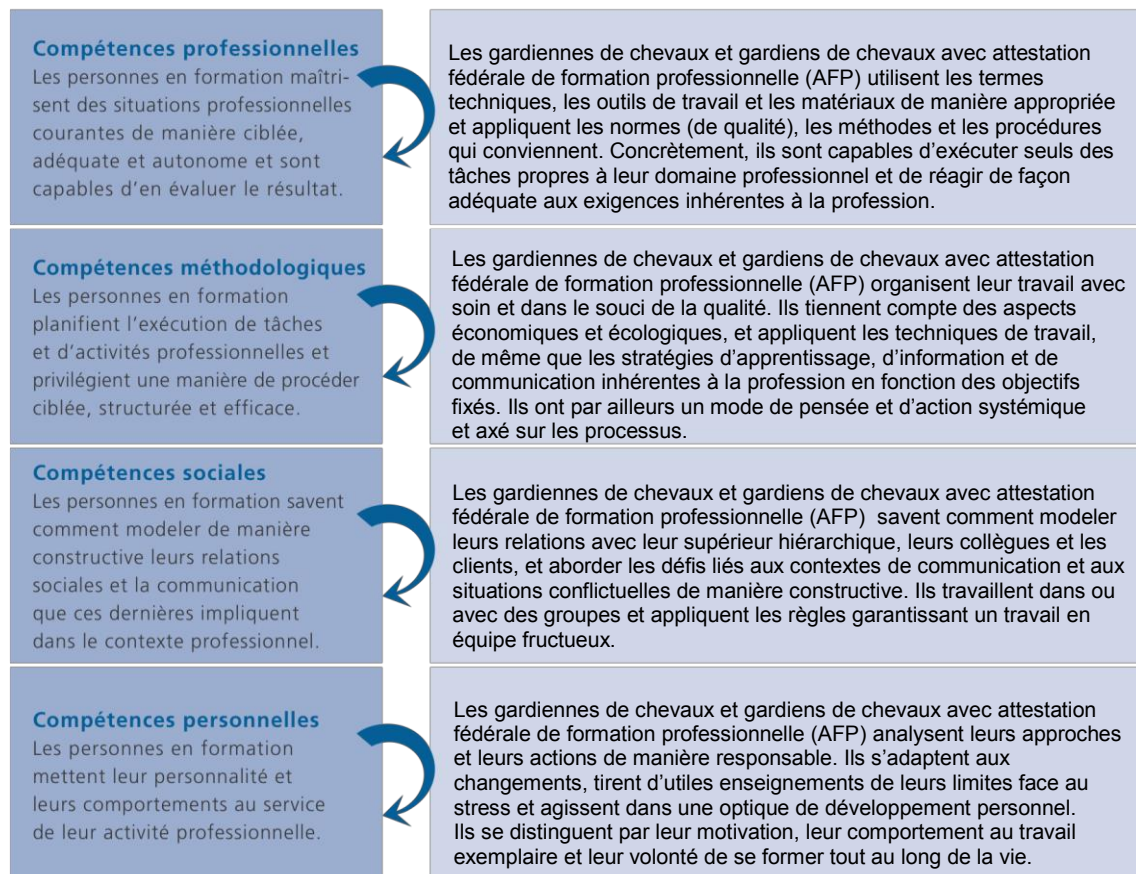 Compétences professionnelles
Les personnes en formation maîtri-
sent des situations professionnelles
courantes de manière ciblée,
adéquate et autonome et sont
capables d'en évaluer le résultat.
Les gardiennes de chevaux et gardiens de chevaux avec attestation
fédérale de formation professionnelle (AFP) utilisent les termes
techniques, les outils de travail et les matériaux de manière appropriée
et appliquent les normes (de qualité), les méthodes et les procédures
qui conviennent. Concrètement, ils sont capables d'exécuter seuls des
tâches propres à leur domaine professionnel et de réagir de façon
adéquate aux exigences inhérentes à la profession.
Compétences méthodologiques
Les personnes en formation
planifient l'exécution de tâches
et d'activités professionnelles et
privilégient une manière de procéder
ciblée, structurée et efficace.
Les gardiennes de chevaux et gardiens de chevaux avec attestation
fédérale de formation professionnelle (AFP) organisent leur travail avec
soin et dans le souci de la qualité. Ils tiennent compte des aspects
économiques et écologiques, et appliquent les techniques de travail,
de même que les stratégies d'apprentissage, d'information et de
communication inhérentes à la profession en fonction des objectifs
fixés. Ils ont par ailleurs un mode de pensée et d'action systémique
et axé sur les processus.
Compétences sociales
Les personnes en formation savent
comment modeler de manière
constructive leurs relations
sociales et la communication
que ces dernières impliquent
dans le contexte professionnel.
Les gardiennes de chevaux et gardiens de chevaux avec attestation
fédérale de formation professionnelle (AFP) savent comment modeler
leurs relations avec leur supérieur hiérarchique, leurs collègues et les
clients, et aborder les défis liés aux contextes de communication et aux
situations conflictuelles de manière constructive. Ils travaillent dans ou
avec des groupes et appliquent les règles garantissant un travail en
équipe fructueux.
Compétences personnelles
Les personnes en formation
mettent leur personnalité et
leurs comportements au service
de leur activité professionnelle.
Les gardiennes de chevaux et gardiens de chevaux avec attestation
fédérale de formation professionnelle (AFP) analysent leurs approches
et leurs actions de manière responsable. Ils s'adaptent aux
changements, tirent d'utiles enseignements de leurs limites face au
stress et agissent dans une optique de développement personnel.
Ils se distinguent par leur motivation, leur comportement au travail
exemplaire et leur volonté de se former tout au long de la vie.